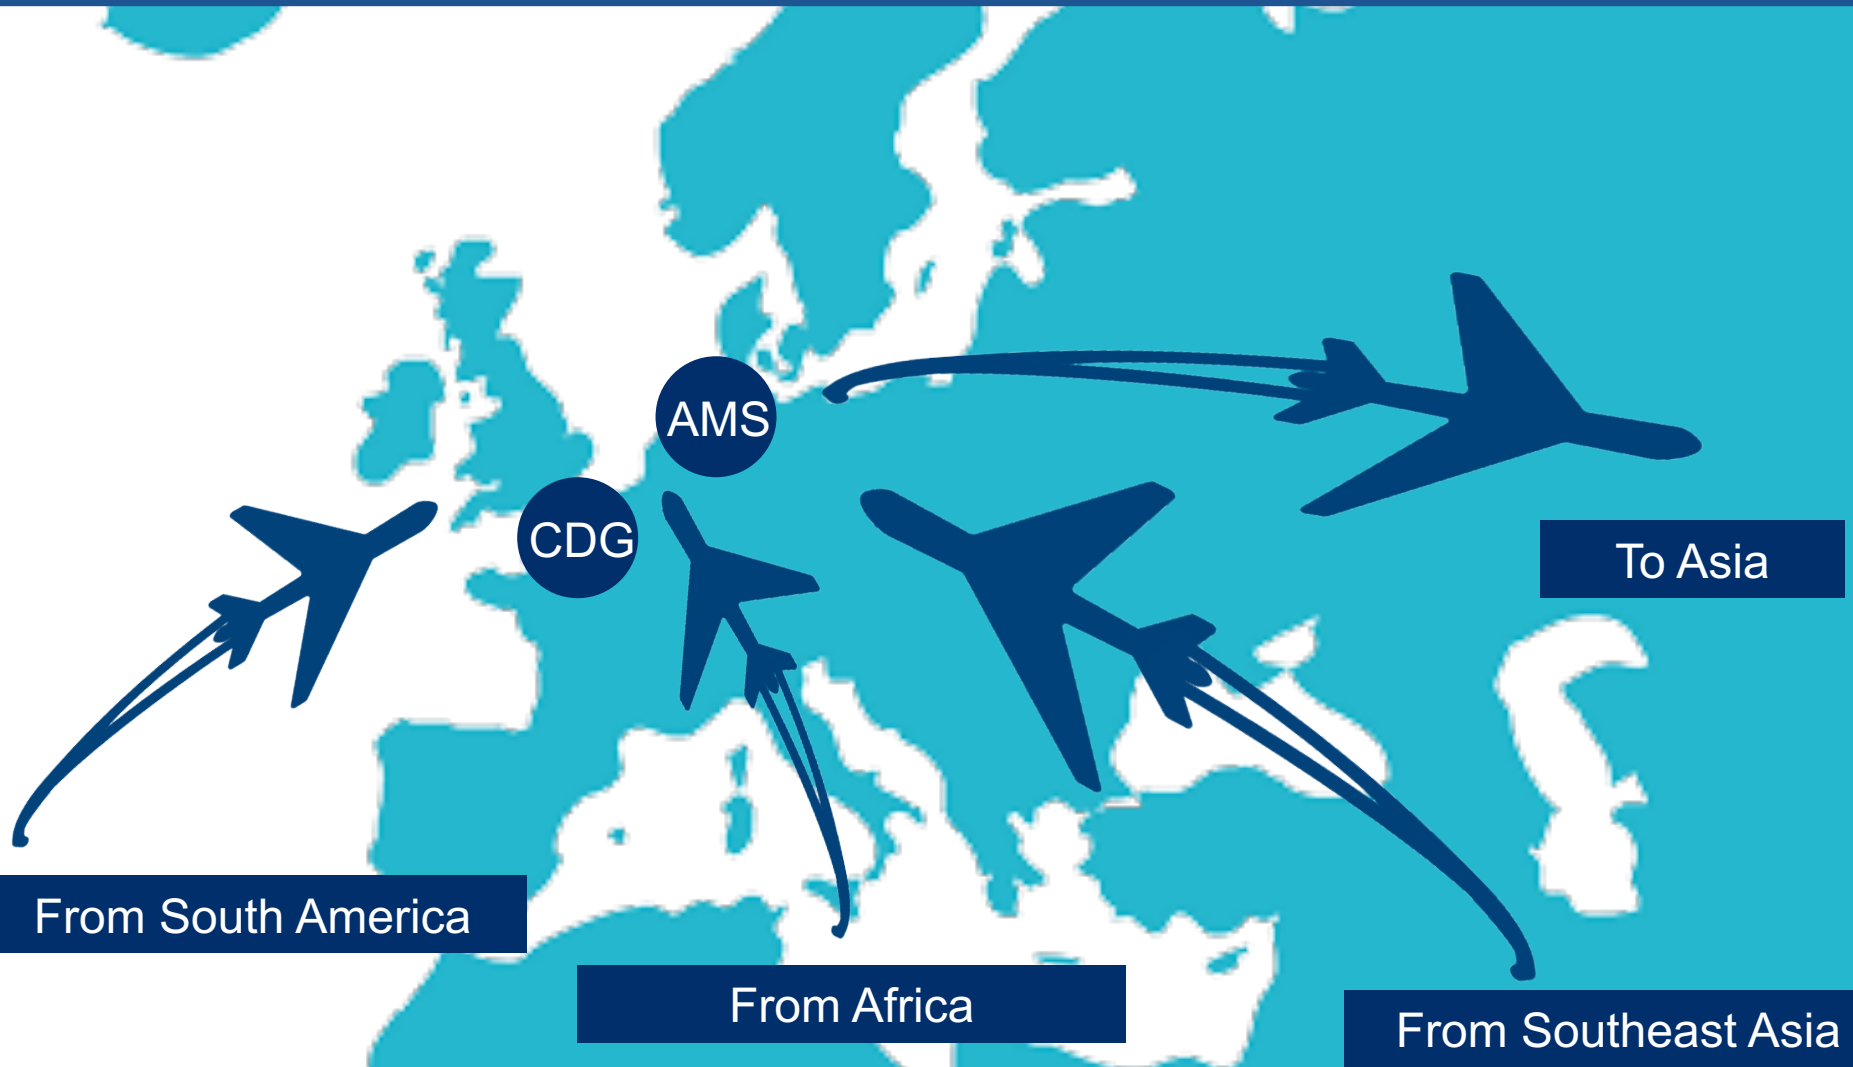 AMS
CDG
To Asia
From South America
From Africa
From Southeast Asia